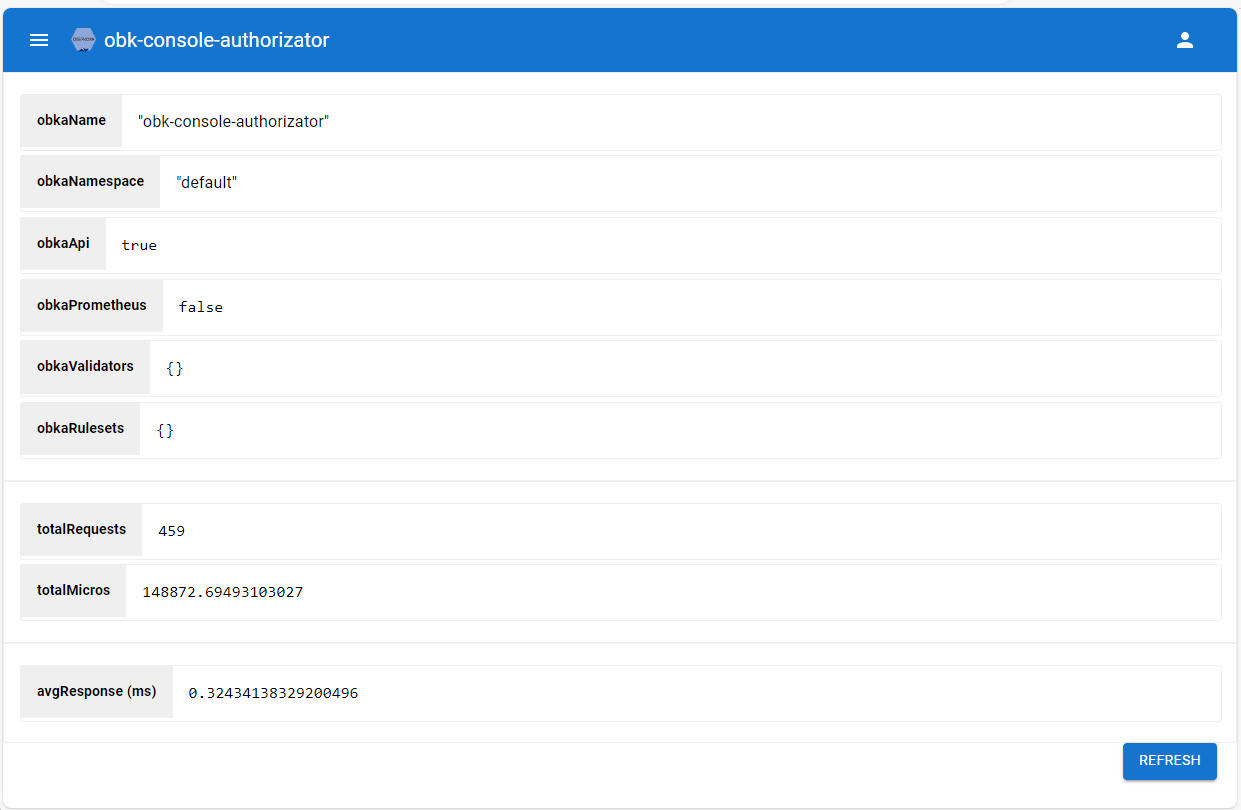 obk-console-authorizator
obkaName "obk-console-authorizator"
obkaNamespace "default"
obkaApi true
obkaPrometheus false
obkaValidators {}
obkaRulesets {}
totalRequests 459
totalMicros 148872.69493103027
avgResponse (ms) 0.32434138329200496
REFRESH